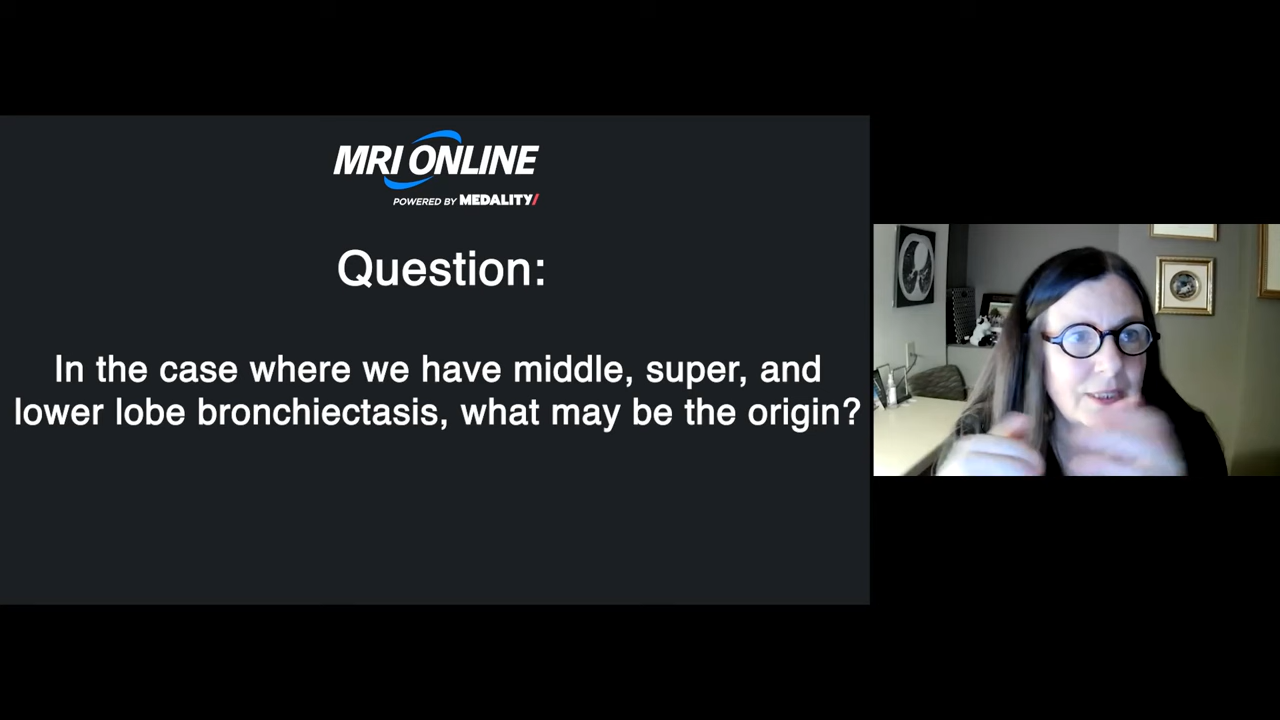 MRI ONLINE
POWERED BY MEDALITY/
Question:
In the case where we have middle, super, and
lower lobe bronchiectasis, what may be the origin?